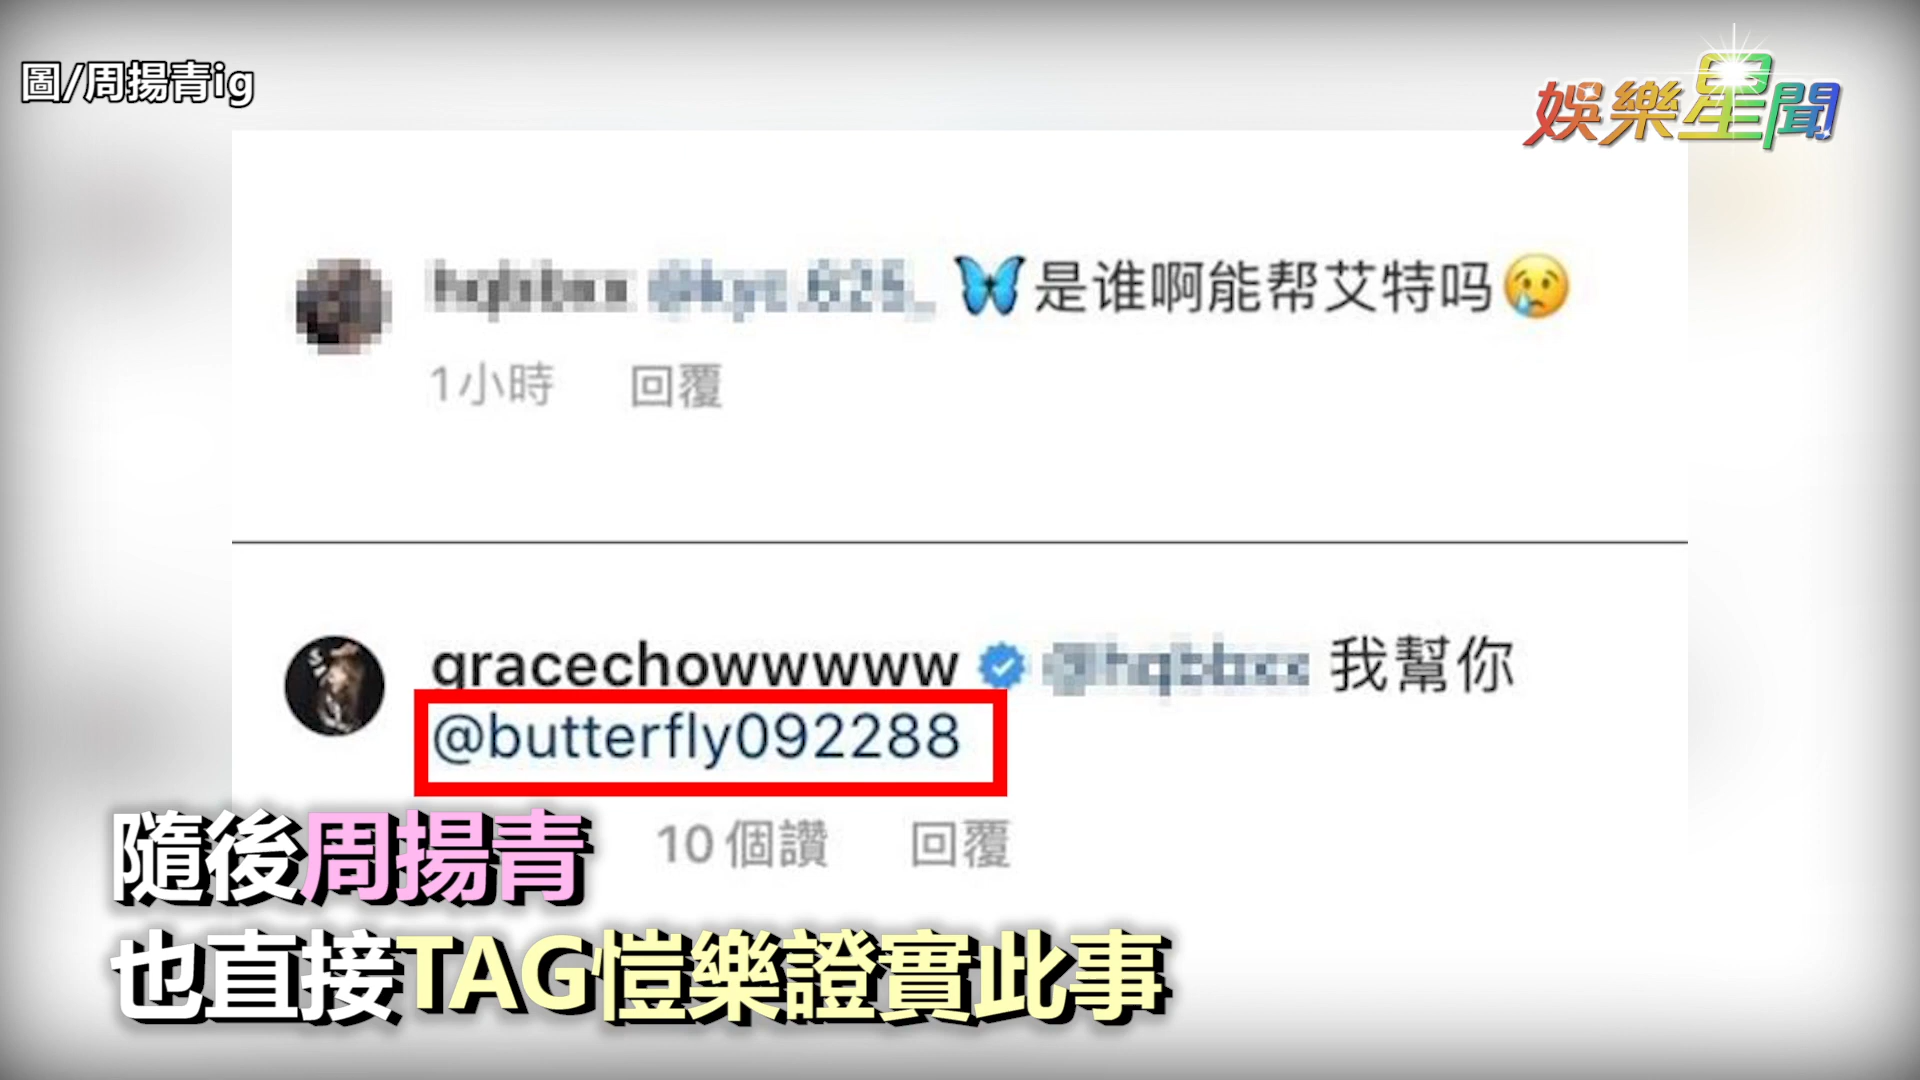 圖/周揚青ig
娛樂星聞
🦋是谁啊能帮艾特吗😢
1小時 回覆
gracechowwwww 我幫你
@butterfly092288
10個讚 回覆
隨後周揚青
也直接TAG愷樂證實此事